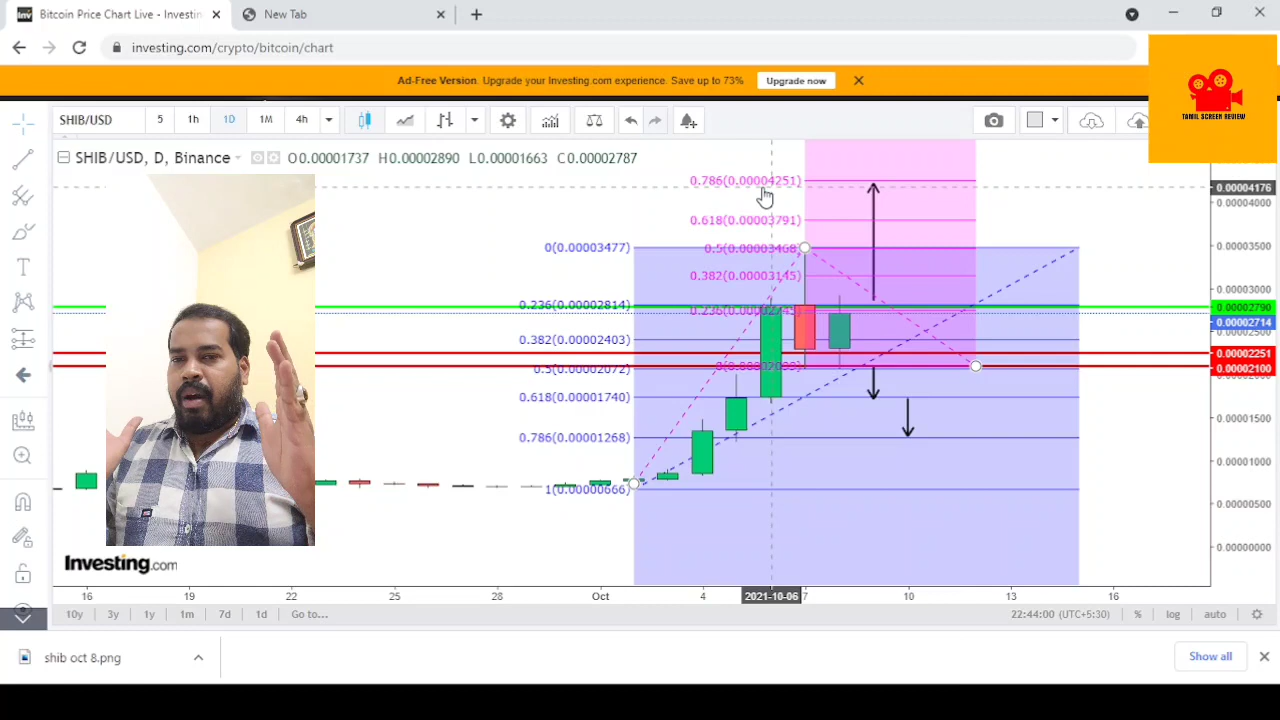 Bitcoin Price Chart Live - Investin
New Tab
investing.com/crypto/bitcoin/chart
Ad-Free Version Upgrade your Investing.com experience. Save up to 73% Upgrade now
TAMIL SCREEN REVIEW
SHIB/USD 5 1h 1D 1M 4h
SHIB/USD, D, Binance O0.00001737 H0.00002890 L0.00001663 C0.00002787
0.786(0.00004251)
0.00004176
0.00004000
0.618(0.00003791)
0(0.00003477)
0.5(0.00003468)
0.00003500
0.382(0.00003145)
0.236(0.00002814)
0.236(0.00002745)
0.00002790
0.00002714
0.382(0.00002403)
0.00002251
0.5(0.00002072)
0.00002100
0.618(0.00001740)
0.00001500
0.786(0.00001268)
0.00001000
1(0.00000666)
0.00000500
0.00000000
Investing.com
16 19 22 25 28 Oct 4 2021-10-06 7 10 13 16
10y 3y 1y 1m 7d 1d Go to... 22:44:00 (UTC+5:30) % log auto
shib oct 8.png
Show all